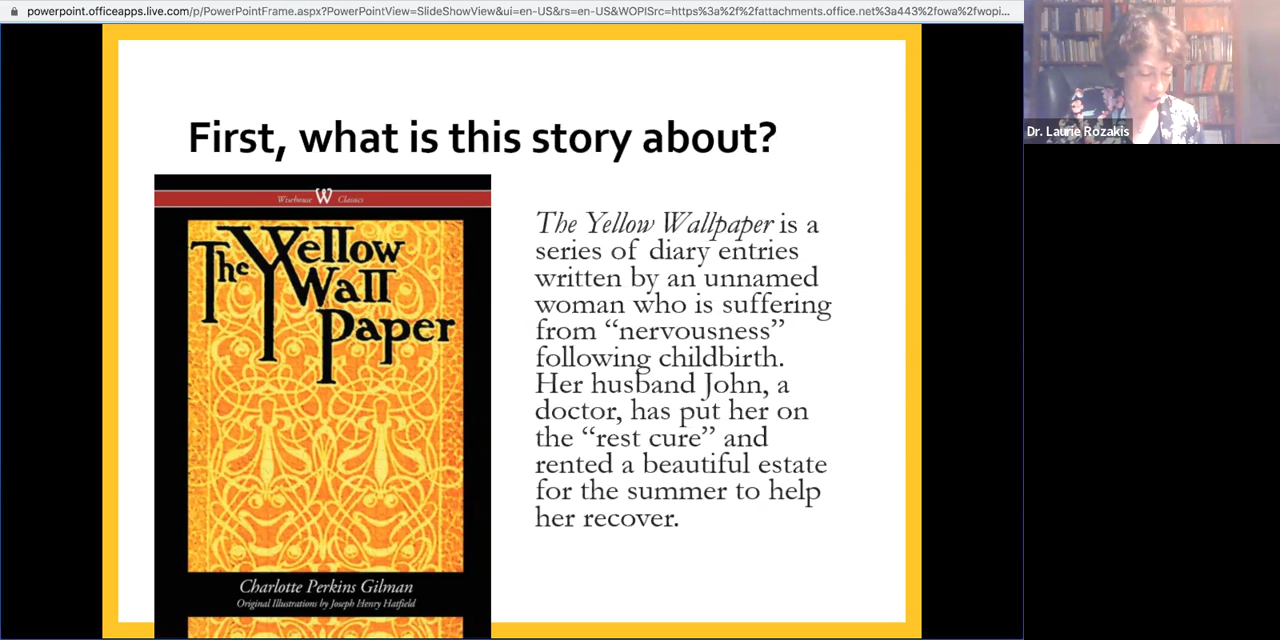 powerpoint.officeapps.live.com/p/PowerPointFrame.aspx?PowerPointView=SlideShowView&ui=en-US&rs=en-US&WOPISrc=https%3a%2f%2fattachments.office.net%3a443%2fowa%2fwopi...
Dr. Laurie Rozakis
First, what is this story about?
Wisehouse W Classics
The Yellow
Wall
Paper
Charlotte Perkins Gilman
Original Illustrations by Joseph Henry Hatfield
The Yellow Wallpaper is a
series of diary entries
written by an unnamed
woman who is suffering
from “nervousness”
following childbirth.
Her husband John, a
doctor, has put her on
the “rest cure” and
rented a beautiful estate
for the summer to help
her recover.